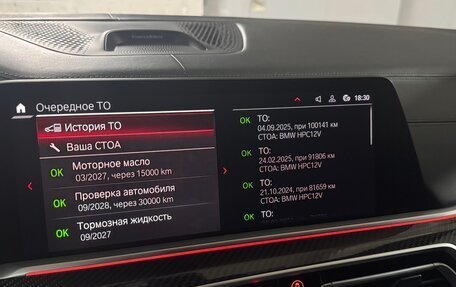 18:30
Очередное ТО
История ТО
Ваша СТОА
OK Моторное масло
03/2027, через 15000 km
OK Проверка автомобиля
09/2028, через 30000 km
OK Тормозная жидкость
09/2027
OK ТО:
04.09.2025, при 100141 км
СТОА: BMW HPC12V
OK ТО:
24.02.2025, при 91806 км
СТОА: BMW HPC12V
OK ТО:
21.10.2024, при 81659 км
СТОА: BMW HPC12V
OK ТО: